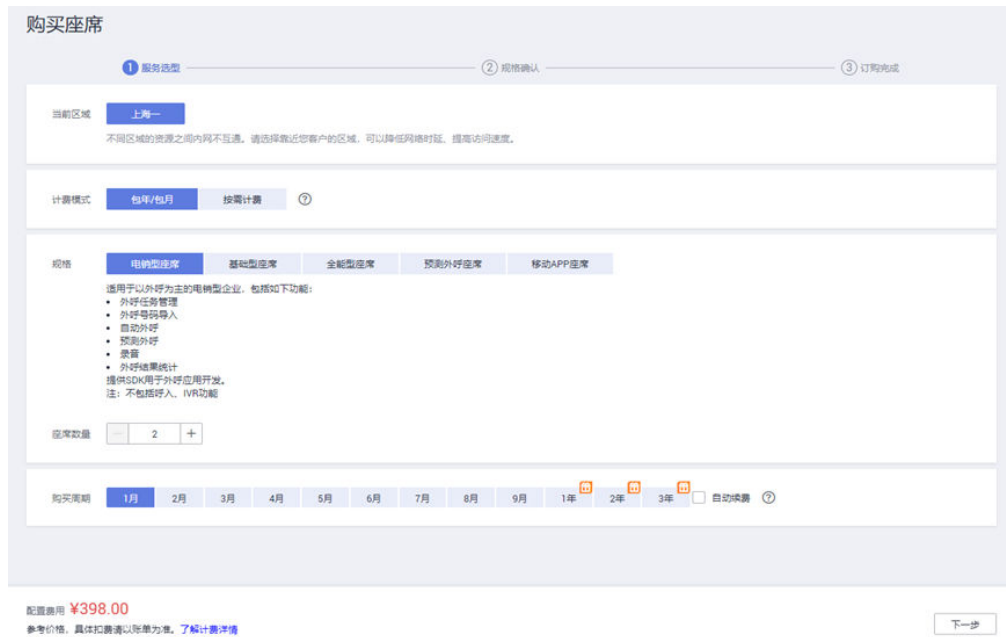 购买座席
1 服务选型 2 规格确认 3 订购完成
当前区域 上海一
不同区域的资源之间内网不互通。请选择靠近您客户的区域，可以降低网络时延、提高访问速度。
计费模式 包年/包月 按需计费 ?
规格 电销型座席 基础型座席 全能型座席 预测外呼座席 移动APP座席
适用于以外呼为主的电销型企业，包括如下功能：
• 外呼任务管理
• 外呼号码导入
• 自动外呼
• 预测外呼
• 录音
• 外呼结果统计
提供SDK用于外呼应用开发。
注：不包括呼入、IVR功能
座席数量 － 2 +
购买周期 1月 2月 3月 4月 5月 6月 7月 8月 9月 1年 2年 3年 自动续费 ?
配置费用 ¥398.00
参考价格，具体扣费请以账单为准。了解计费详情
下一步